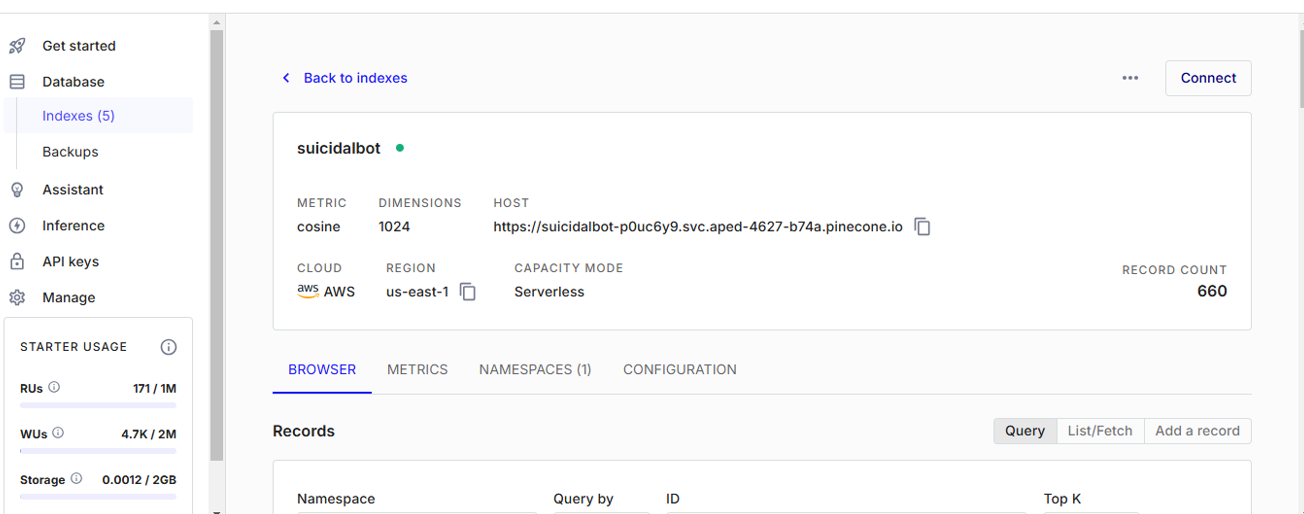 Get started
Database
Indexes (5)
Backups
Assistant
Inference
API keys
Manage
STARTER USAGE
RUs 171 / 1M
WUs 4.7K / 2M
Storage 0.0012 / 2GB
Back to indexes
Connect
suicidalbot
METRIC DIMENSIONS HOST
cosine 1024 https://suicidalbot-p0uc6y9.svc.aped-4627-b74a.pinecone.io
CLOUD REGION CAPACITY MODE RECORD COUNT
aws AWS us-east-1 Serverless 660
BROWSER METRICS NAMESPACES (1) CONFIGURATION
Records Query List/Fetch Add a record
Namespace Query by ID Top K